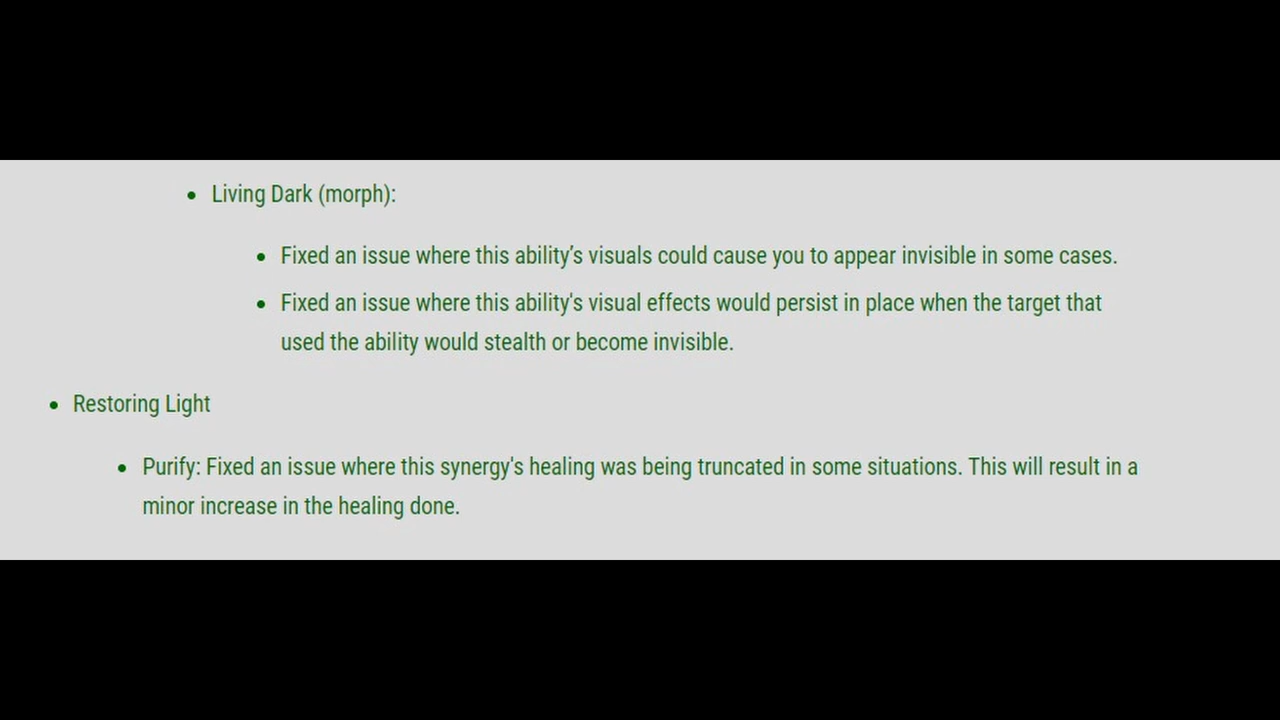 • Living Dark (morph):
• Fixed an issue where this ability’s visuals could cause you to appear invisible in some cases.
• Fixed an issue where this ability's visual effects would persist in place when the target that
used the ability would stealth or become invisible.
• Restoring Light
• Purify: Fixed an issue where this synergy's healing was being truncated in some situations. This will result in a
minor increase in the healing done.